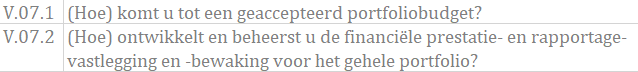 V.07.1 (Hoe) komt u tot een geaccepteerd portfoliobudget?
V.07.2 (Hoe) ontwikkelt en beheerst u de financiële prestatie- en rapportage-
vastlegging en -bewaking voor het gehele portfolio?